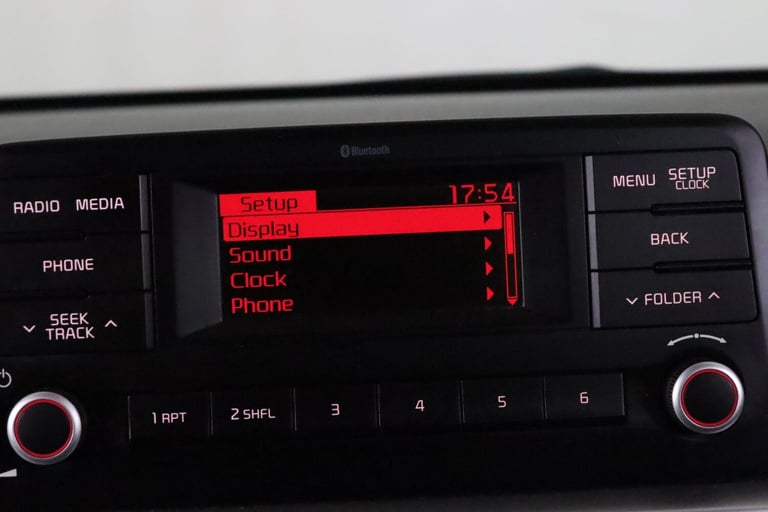 Bluetooth
RADIO MEDIA
PHONE
SEEK
TRACK
Setup 17:54
Display
Sound
Clock
Phone
MENU SETUP
CLOCK
BACK
FOLDER
1 RPT 2 SHFL 3 4 5 6